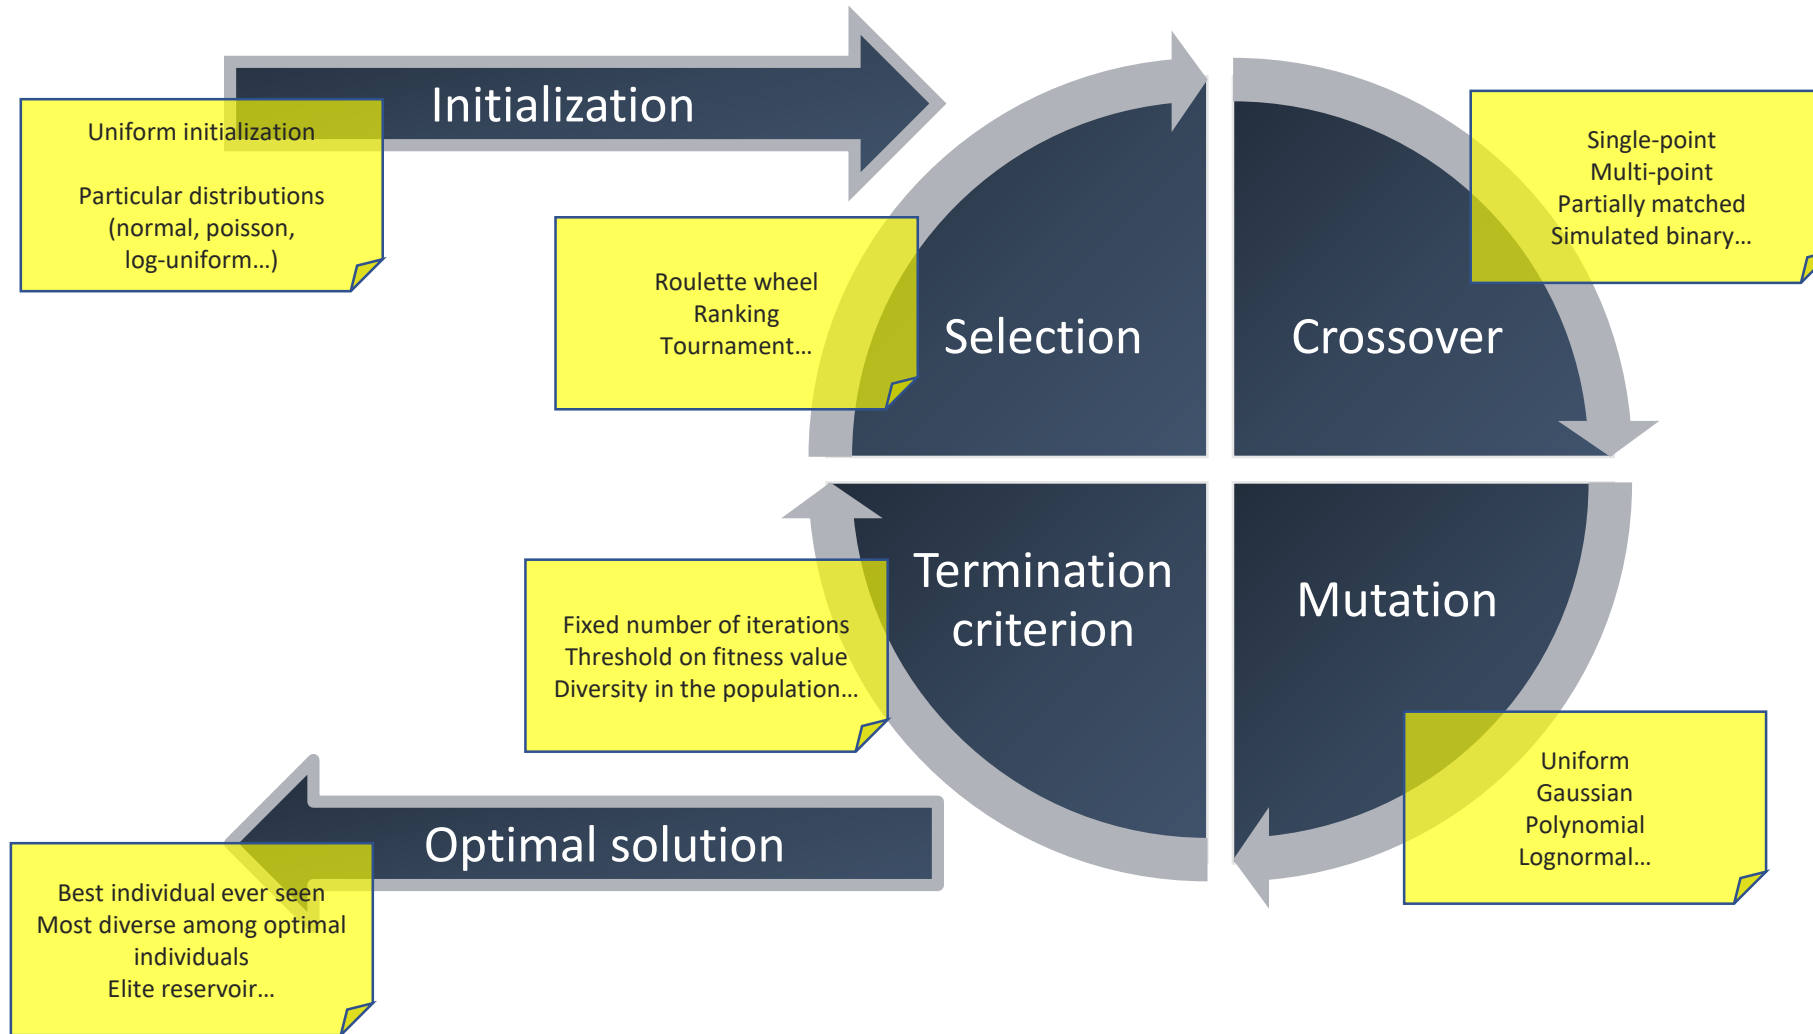 Initialization
Uniform initialization
Particular distributions
(normal, poisson,
log-uniform…)
Roulette wheel
Ranking
Tournament…
Selection
Crossover
Single-point
Multi-point
Partially matched
Simulated binary…
Termination
criterion
Fixed number of iterations
Threshold on fitness value
Diversity in the population…
Mutation
Uniform
Gaussian
Polynomial
Lognormal…
Optimal solution
Best individual ever seen
Most diverse among optimal
individuals
Elite reservoir…